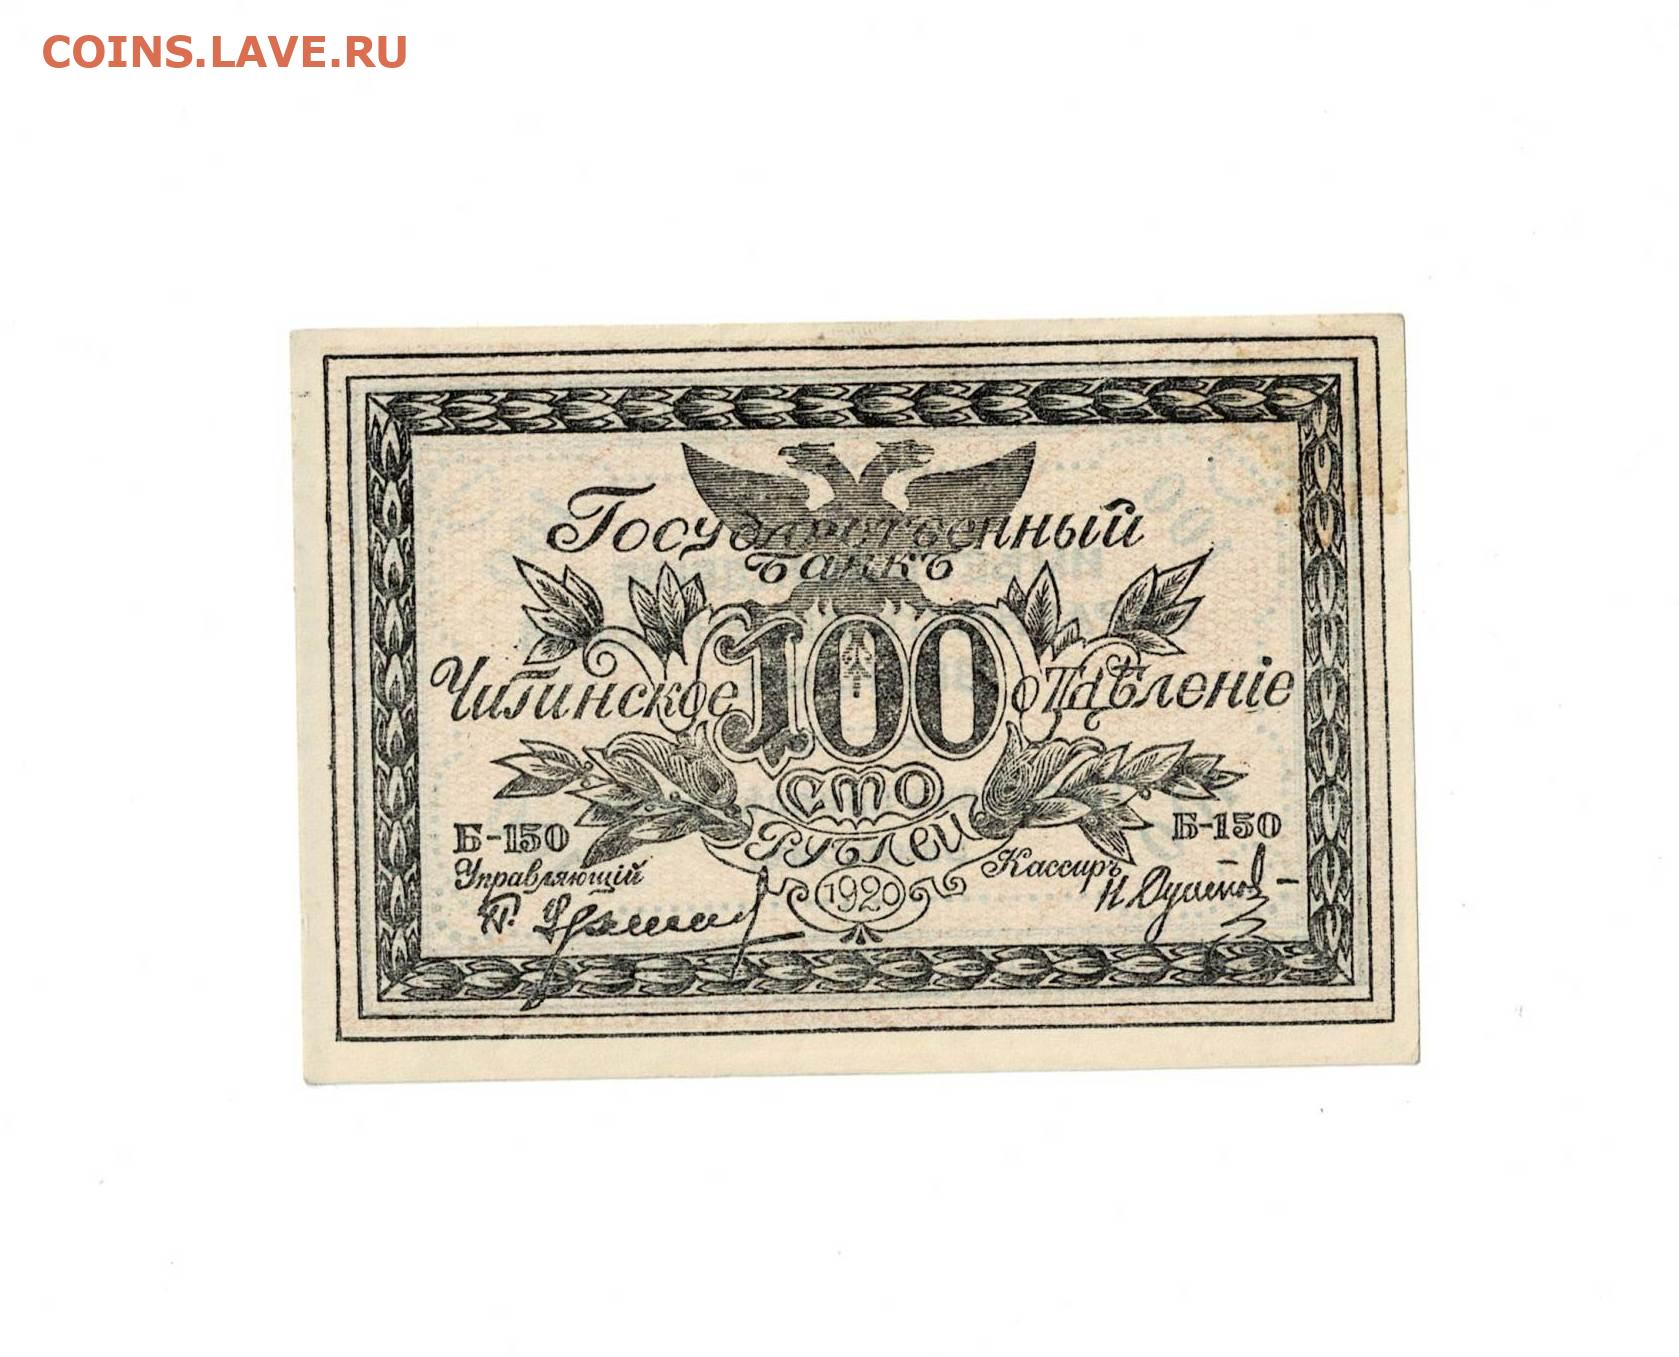 COINS.LAVE.RU
Государственный
банкъ
Читинское 100 отдѣленіе
сто
рублей
Б-150 Б-150
Управляющій Кассиръ
1920